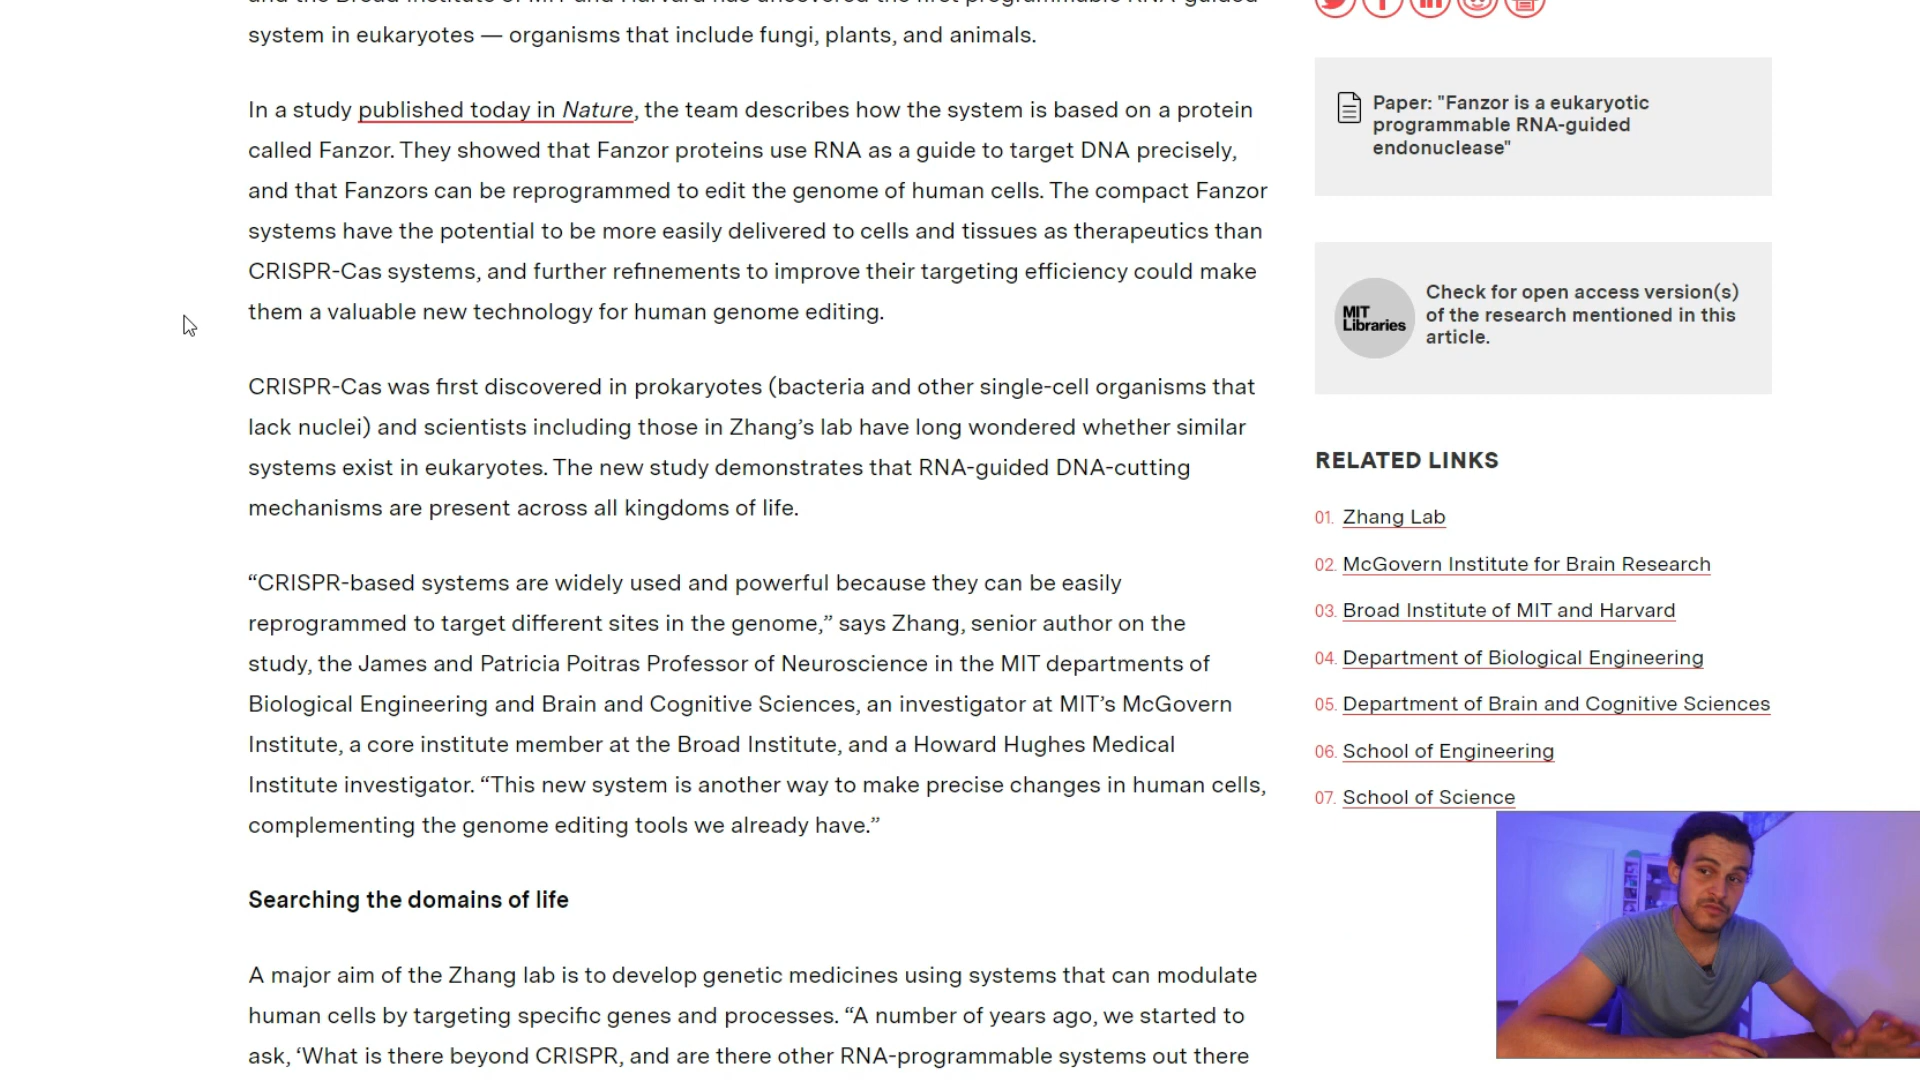 system in eukaryotes — organisms that include fungi, plants, and animals.
In a study published today in Nature, the team describes how the system is based on a protein
called Fanzor. They showed that Fanzor proteins use RNA as a guide to target DNA precisely,
and that Fanzors can be reprogrammed to edit the genome of human cells. The compact Fanzor
systems have the potential to be more easily delivered to cells and tissues as therapeutics than
CRISPR-Cas systems, and further refinements to improve their targeting efficiency could make
them a valuable new technology for human genome editing.
CRISPR-Cas was first discovered in prokaryotes (bacteria and other single-cell organisms that
lack nuclei) and scientists including those in Zhang’s lab have long wondered whether similar
systems exist in eukaryotes. The new study demonstrates that RNA-guided DNA-cutting
mechanisms are present across all kingdoms of life.
“CRISPR-based systems are widely used and powerful because they can be easily
reprogrammed to target different sites in the genome,” says Zhang, senior author on the
study, the James and Patricia Poitras Professor of Neuroscience in the MIT departments of
Biological Engineering and Brain and Cognitive Sciences, an investigator at MIT’s McGovern
Institute, a core institute member at the Broad Institute, and a Howard Hughes Medical
Institute investigator. “This new system is another way to make precise changes in human cells,
complementing the genome editing tools we already have.”
Searching the domains of life
A major aim of the Zhang lab is to develop genetic medicines using systems that can modulate
human cells by targeting specific genes and processes. “A number of years ago, we started to
ask, ‘What is there beyond CRISPR, and are there other RNA-programmable systems out there
Paper: "Fanzor is a eukaryotic
programmable RNA-guided
endonuclease"
MIT
Libraries
Check for open access version(s)
of the research mentioned in this
article.
RELATED LINKS
01. Zhang Lab
02. McGovern Institute for Brain Research
03. Broad Institute of MIT and Harvard
04. Department of Biological Engineering
05. Department of Brain and Cognitive Sciences
06. School of Engineering
07. School of Science